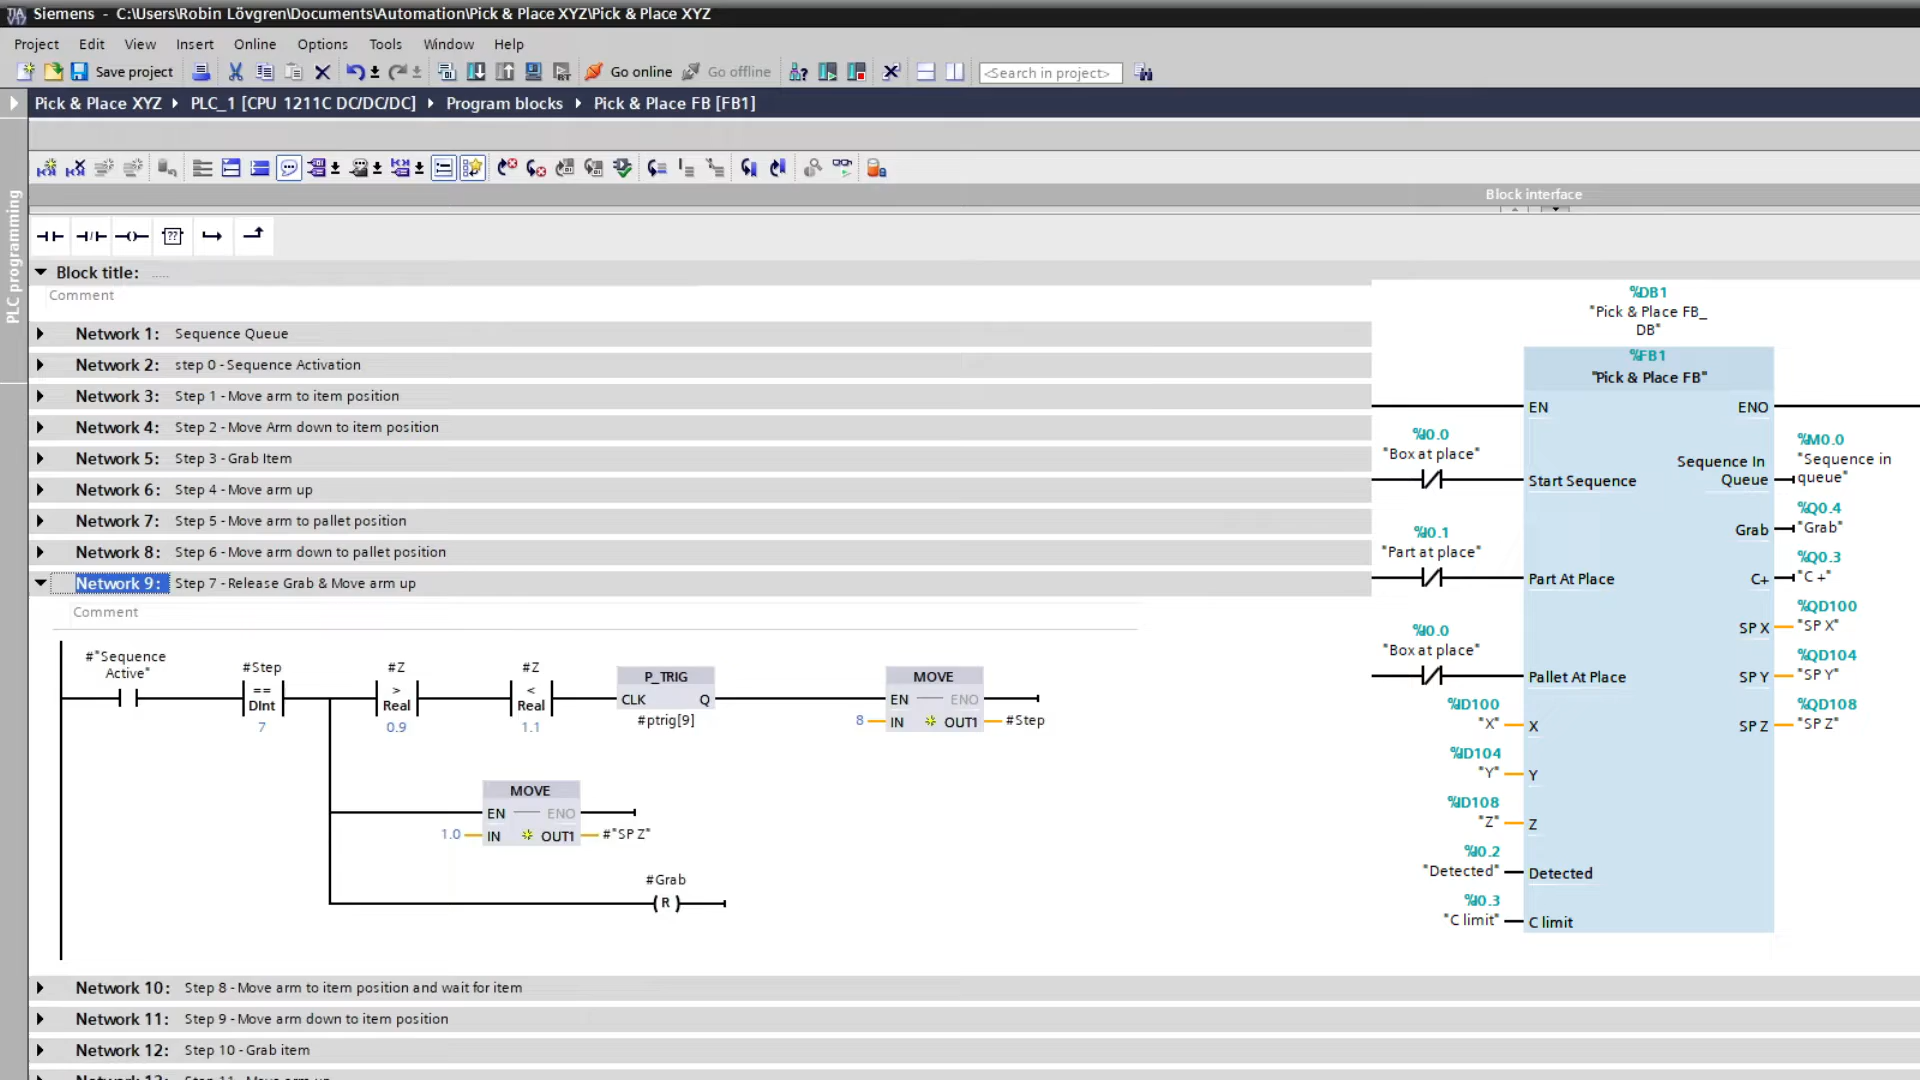 Siemens - C:\Users\Robin Lövgren\Documents\Automation\Pick & Place XYZ\Pick & Place XYZ
Project Edit View Insert Online Options Tools Window Help
Save project Go online Go offline <Search in project>
Pick & Place XYZ PLC_1 [CPU 1211C DC/DC/DC] Program blocks Pick & Place FB [FB1]
PLC programming
Block interface
??
Block title: .....
Comment
Network 1: Sequence Queue
Network 2: step 0 - Sequence Activation
Network 3: Step 1 - Move arm to item position
Network 4: Step 2 - Move Arm down to item position
Network 5: Step 3 - Grab Item
Network 6: Step 4 - Move arm up
Network 7: Step 5 - Move arm to pallet position
Network 8: Step 6 - Move arm down to pallet position
Network 9: Step 7 - Release Grab & Move arm up
Comment
#"Sequence
Active"
#Step
==
DInt
7
#Z
>
Real
0.9
#Z
<
Real
1.1
P_TRIG
CLK Q
#ptrig[9]
MOVE
EN ENO
8 IN OUT1 #Step
MOVE
EN ENO
1.0 IN OUT1 #"SP Z"
#Grab
R
Network 10: Step 8 - Move arm to item position and wait for item
Network 11: Step 9 - Move arm down to item position
Network 12: Step 10 - Grab item
%DB1
"Pick & Place FB_
DB"
%FB1
"Pick & Place FB"
EN ENO
%I0.0
"Box at place"
Start Sequence
%I0.1
"Part at place"
Part At Place
%I0.0
"Box at place"
Pallet At Place
%ID100
"X" X
%ID104
"Y" Y
%ID108
"Z" Z
%I0.2
"Detected" Detected
%I0.3
"C limit" C limit
Sequence In
Queue
%M0.0
"Sequence in
queue"
%Q0.4
Grab "Grab"
%Q0.3
C+ "C +"
%QD100
SP X "SP X"
%QD104
SP Y "SP Y"
%QD108
SP Z "SP Z"